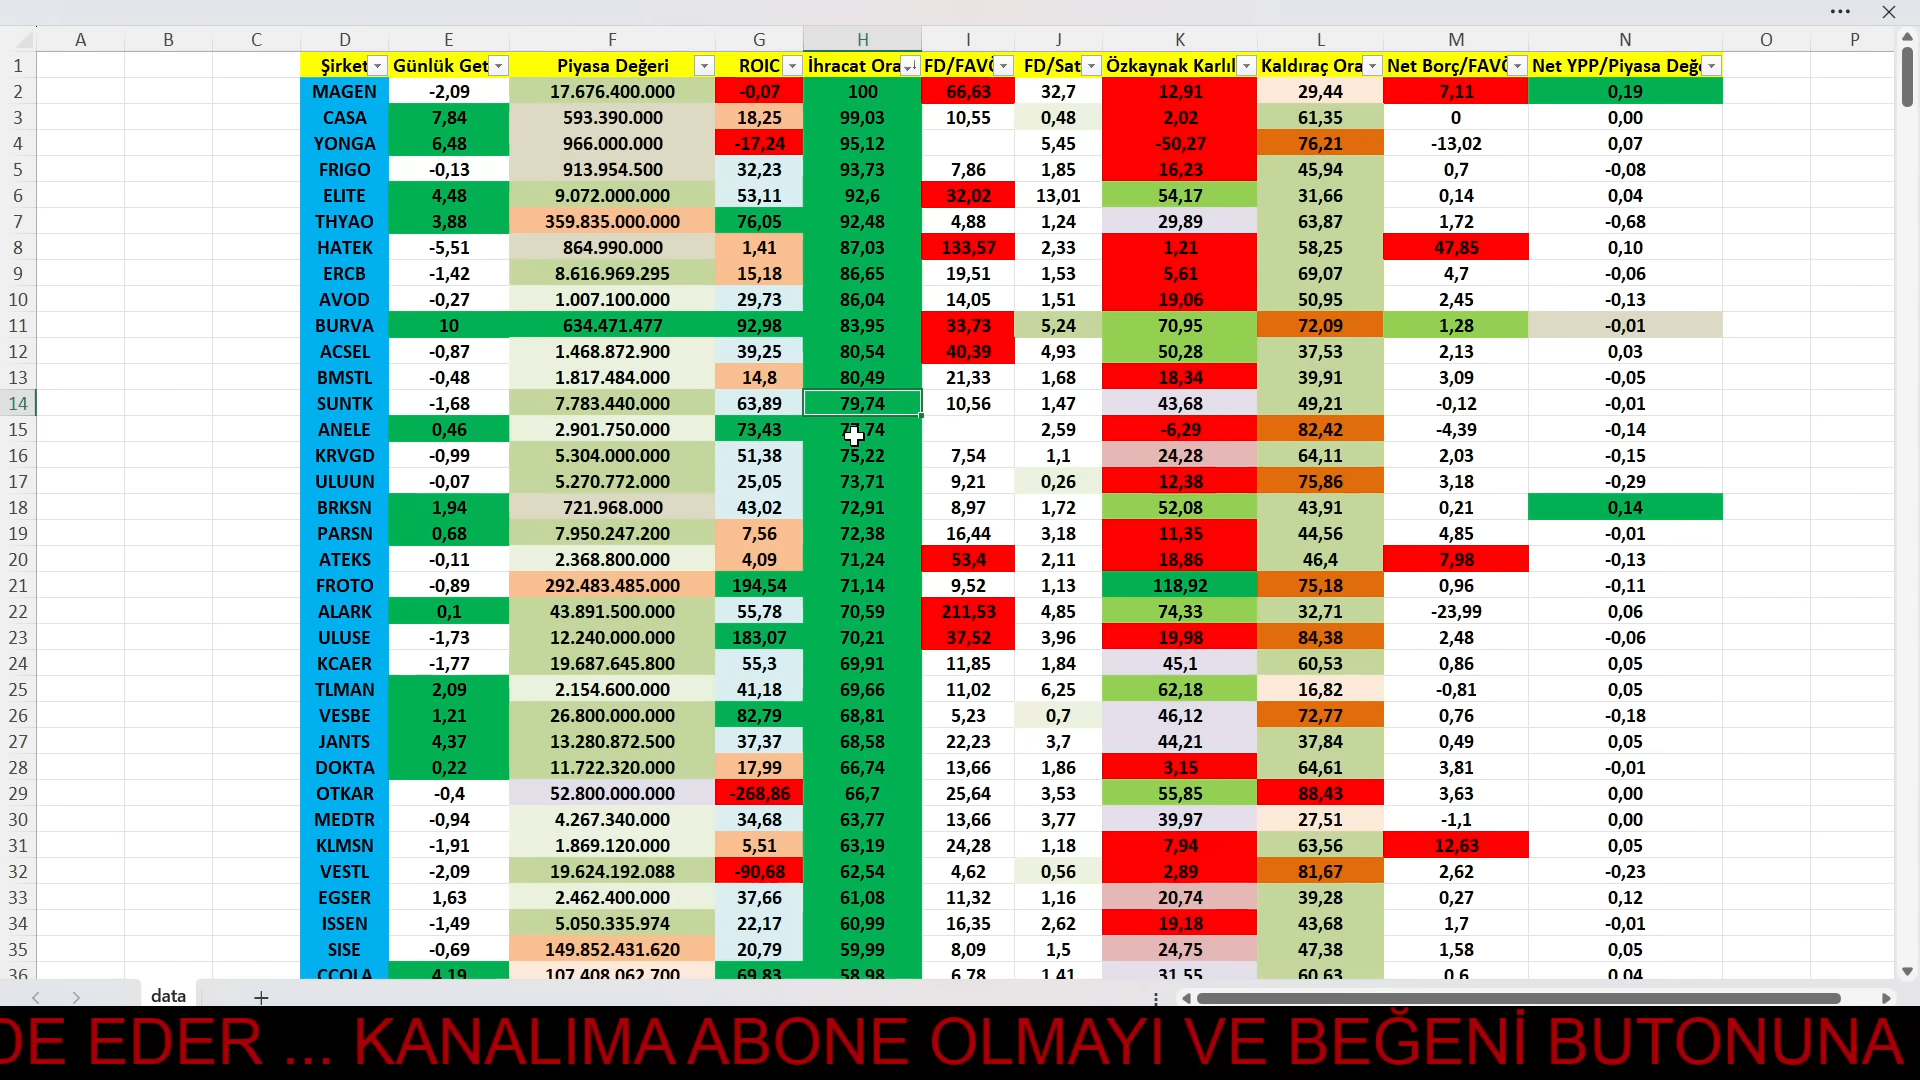 A B C D E F G H I J K L M N O P
1 Şirket Günlük Get Piyasa Değeri ROIC İhracat Ora FD/FAVÖ FD/Sat Özkaynak Karlıl Kaldıraç Ora Net Borç/FAVÖ Net YPP/Piyasa Değe
2 MAGEN -2,09 17.676.400.000 -0,07 100 66,63 32,7 12,91 29,44 7,11 0,19
3 CASA 7,84 593.390.000 18,25 99,03 10,55 0,48 2,02 61,35 0 0,00
4 YONGA 6,48 966.000.000 -17,24 95,12 5,45 -50,27 76,21 -13,02 0,07
5 FRIGO -0,13 913.954.500 32,23 93,73 7,86 1,85 16,23 45,94 0,7 -0,08
6 ELITE 4,48 9.072.000.000 53,11 92,6 32,02 13,01 54,17 31,66 0,14 0,04
7 THYAO 3,88 359.835.000.000 76,05 92,48 4,88 1,24 29,89 63,87 1,72 -0,68
8 HATEK -5,51 864.990.000 1,41 87,03 133,57 2,33 1,21 58,25 47,85 0,10
9 ERCB -1,42 8.616.969.295 15,18 86,65 19,51 1,53 5,61 69,07 4,7 -0,06
10 AVOD -0,27 1.007.100.000 29,73 86,04 14,05 1,51 19,06 50,95 2,45 -0,13
11 BURVA 10 634.471.477 92,98 83,95 33,73 5,24 70,95 72,09 1,28 -0,01
12 ACSEL -0,87 1.468.872.900 39,25 80,54 40,39 4,93 50,28 37,53 2,13 0,03
13 BMSTL -0,48 1.817.484.000 14,8 80,49 21,33 1,68 18,34 39,91 3,09 -0,05
14 SUNTK -1,68 7.783.440.000 63,89 79,74 10,56 1,47 43,68 49,21 -0,12 -0,01
15 ANELE 0,46 2.901.750.000 73,43 2,59 -6,29 82,42 -4,39 -0,14
16 KRVGD -0,99 5.304.000.000 51,38 75,22 7,54 1,1 24,28 64,11 2,03 -0,15
17 ULUUN -0,07 5.270.772.000 25,05 73,71 9,21 0,26 12,38 75,86 3,18 -0,29
18 BRKSN 1,94 721.968.000 43,02 72,91 8,97 1,72 52,08 43,91 0,21 0,14
19 PARSN 0,68 7.950.247.200 7,56 72,38 16,44 3,18 11,35 44,56 4,85 -0,01
20 ATEKS -0,11 2.368.800.000 4,09 71,24 53,4 2,11 18,86 46,4 7,98 -0,13
21 FROTO -0,89 292.483.485.000 194,54 71,14 9,52 1,13 118,92 75,18 0,96 -0,11
22 ALARK 0,1 43.891.500.000 55,78 70,59 211,53 4,85 74,33 32,71 -23,99 0,06
23 ULUSE -1,73 12.240.000.000 183,07 70,21 37,52 3,96 19,98 84,38 2,48 -0,06
24 KCAER -1,77 19.687.645.800 55,3 69,91 11,85 1,84 45,1 60,53 0,86 0,05
25 TLMAN 2,09 2.154.600.000 41,18 69,66 11,02 6,25 62,18 16,82 -0,81 0,05
26 VESBE 1,21 26.800.000.000 82,79 68,81 5,23 0,7 46,12 72,77 0,76 -0,18
27 JANTS 4,37 13.280.872.500 37,37 68,58 22,23 3,7 44,21 37,84 0,49 0,05
28 DOKTA 0,22 11.722.320.000 17,99 66,74 13,66 1,86 3,15 64,61 3,81 -0,01
29 OTKAR -0,4 52.800.000.000 -268,86 66,7 25,64 3,53 55,85 88,43 3,63 0,00
30 MEDTR -0,94 4.267.340.000 34,68 63,77 13,66 3,77 39,97 27,51 -1,1 0,00
31 KLMSN -1,91 1.869.120.000 5,51 63,19 24,28 1,18 7,94 63,56 12,63 0,05
32 VESTL -2,09 19.624.192.088 -90,68 62,54 4,62 0,56 2,89 81,67 2,62 -0,23
33 EGSER 1,63 2.462.400.000 37,66 61,08 11,32 1,16 20,74 39,28 0,27 0,12
34 ISSEN -1,49 5.050.335.974 22,17 60,99 16,35 2,62 19,18 43,68 1,7 -0,01
35 SISE -0,69 149.852.431.620 20,79 59,99 8,09 1,5 24,75 47,38 1,58 0,05
36 CCOLA 4,19 107.408.062.700 69,83 58,98 6,78 1,41 31,55 60,63 0,6 0,04
data
DE EDER ... KANALIMA ABONE OLMAYI VE BEĞENİ BUTONUNA